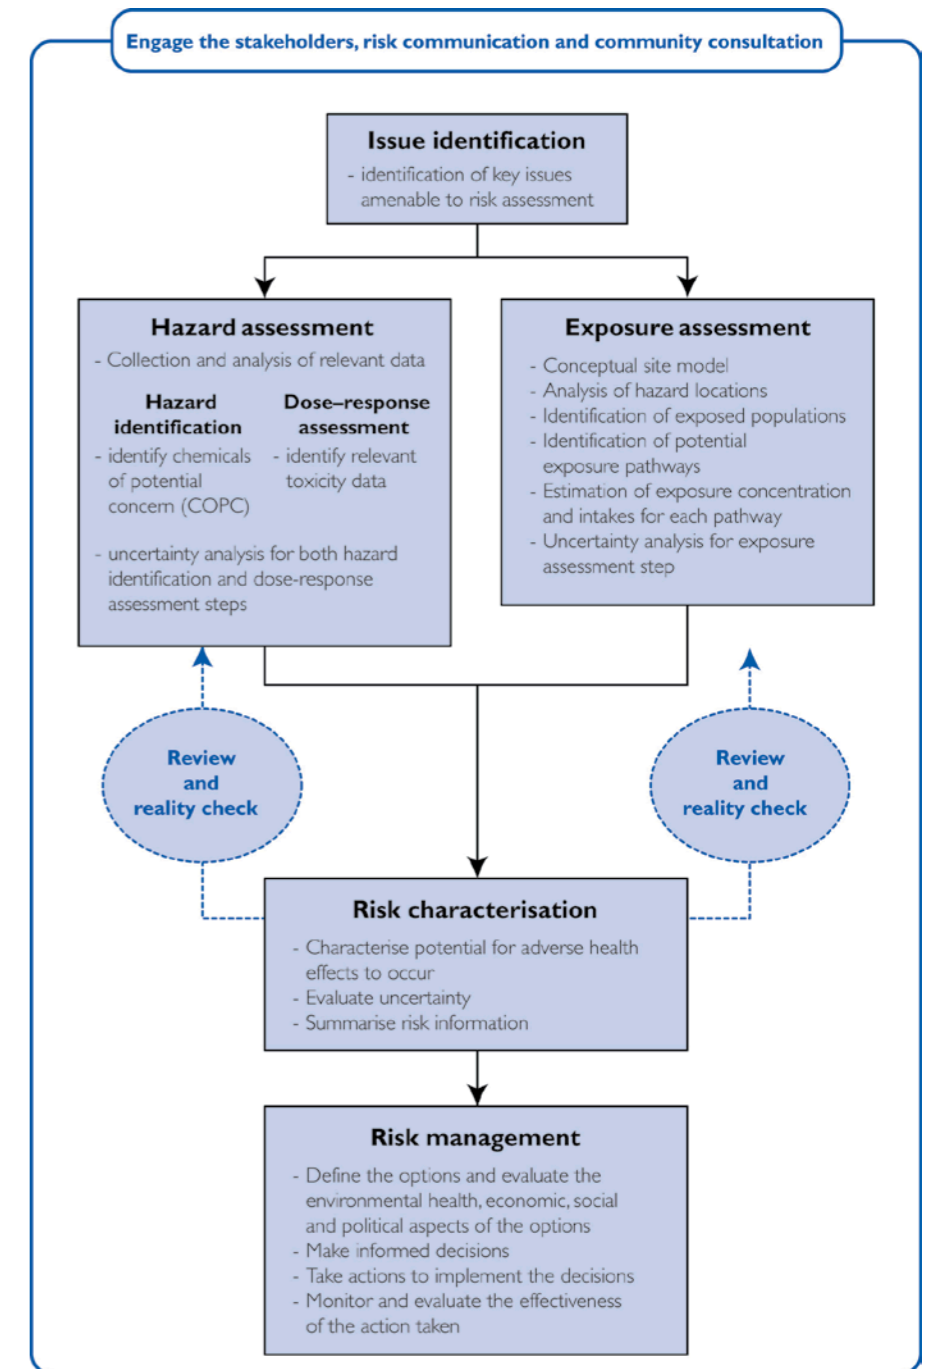 Engage the stakeholders, risk communication and community consultation
Issue identification
- identification of key issues
amenable to risk assessment
Hazard assessment
- Collection and analysis of relevant data
Hazard
identification
- identify chemicals
of potential
concern (COPC)
Dose–response
assessment
- identify relevant
toxicity data
- uncertainty analysis for both hazard
identification and dose-response
assessment steps
Exposure assessment
- Conceptual site model
- Analysis of hazard locations
- Identification of exposed populations
- Identification of potential
exposure pathways
- Estimation of exposure concentration
and intakes for each pathway
- Uncertainty analysis for exposure
assessment step
Review
and
reality check
Review
and
reality check
Risk characterisation
- Characterise potential for adverse health
effects to occur
- Evaluate uncertainty
- Summarise risk information
Risk management
- Define the options and evaluate the
environmental health, economic, social
and political aspects of the options
- Make informed decisions
- Take actions to implement the decisions
- Monitor and evaluate the effectiveness
of the action taken